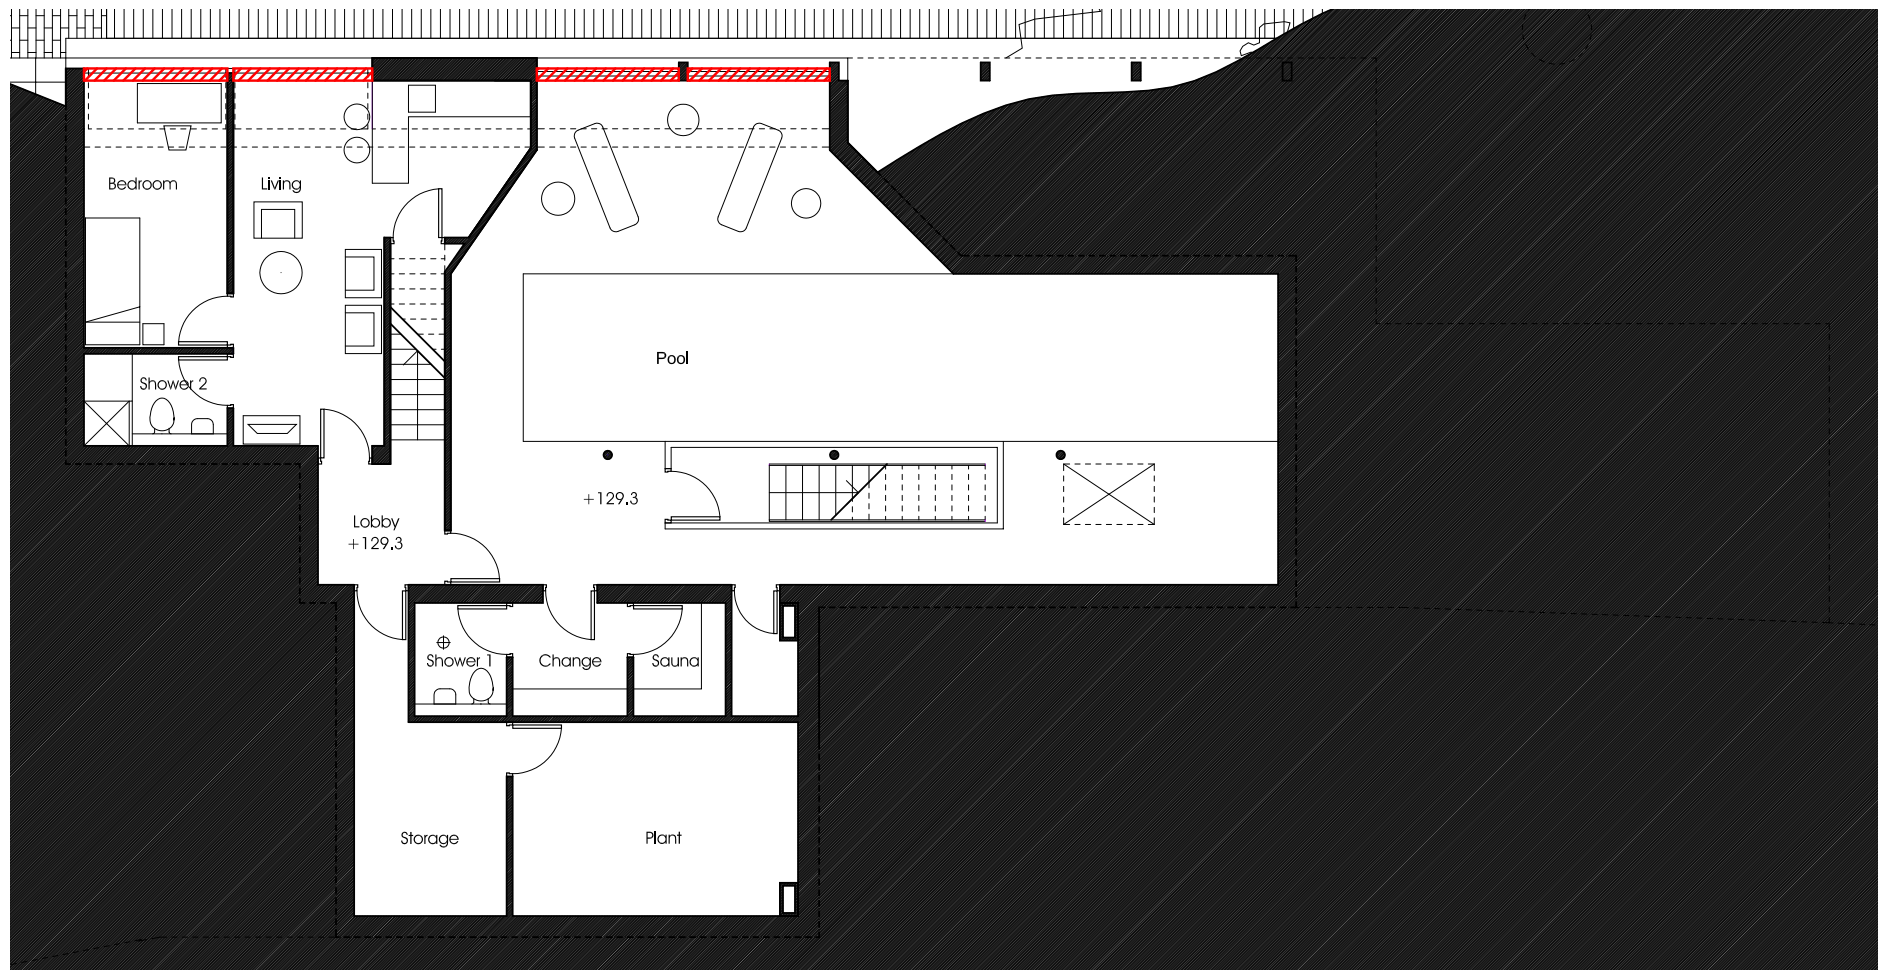 Bedroom
Living
Pool
Shower 2
+129.3
Lobby
+129.3
Shower 1
Change
Sauna
Storage
Plant